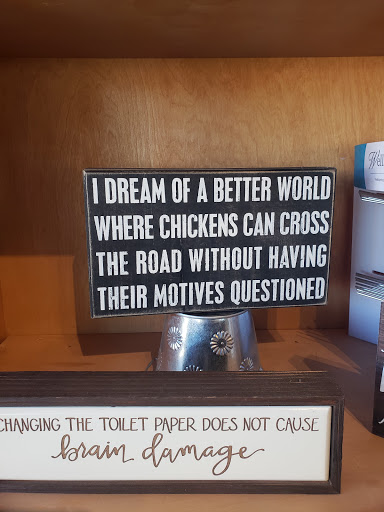 I DREAM OF A BETTER WORLD
WHERE CHICKENS CAN CROSS
THE ROAD WITHOUT HAVING
THEIR MOTIVES QUESTIONED
CHANGING THE TOILET PAPER DOES NOT CAUSE
brain damage